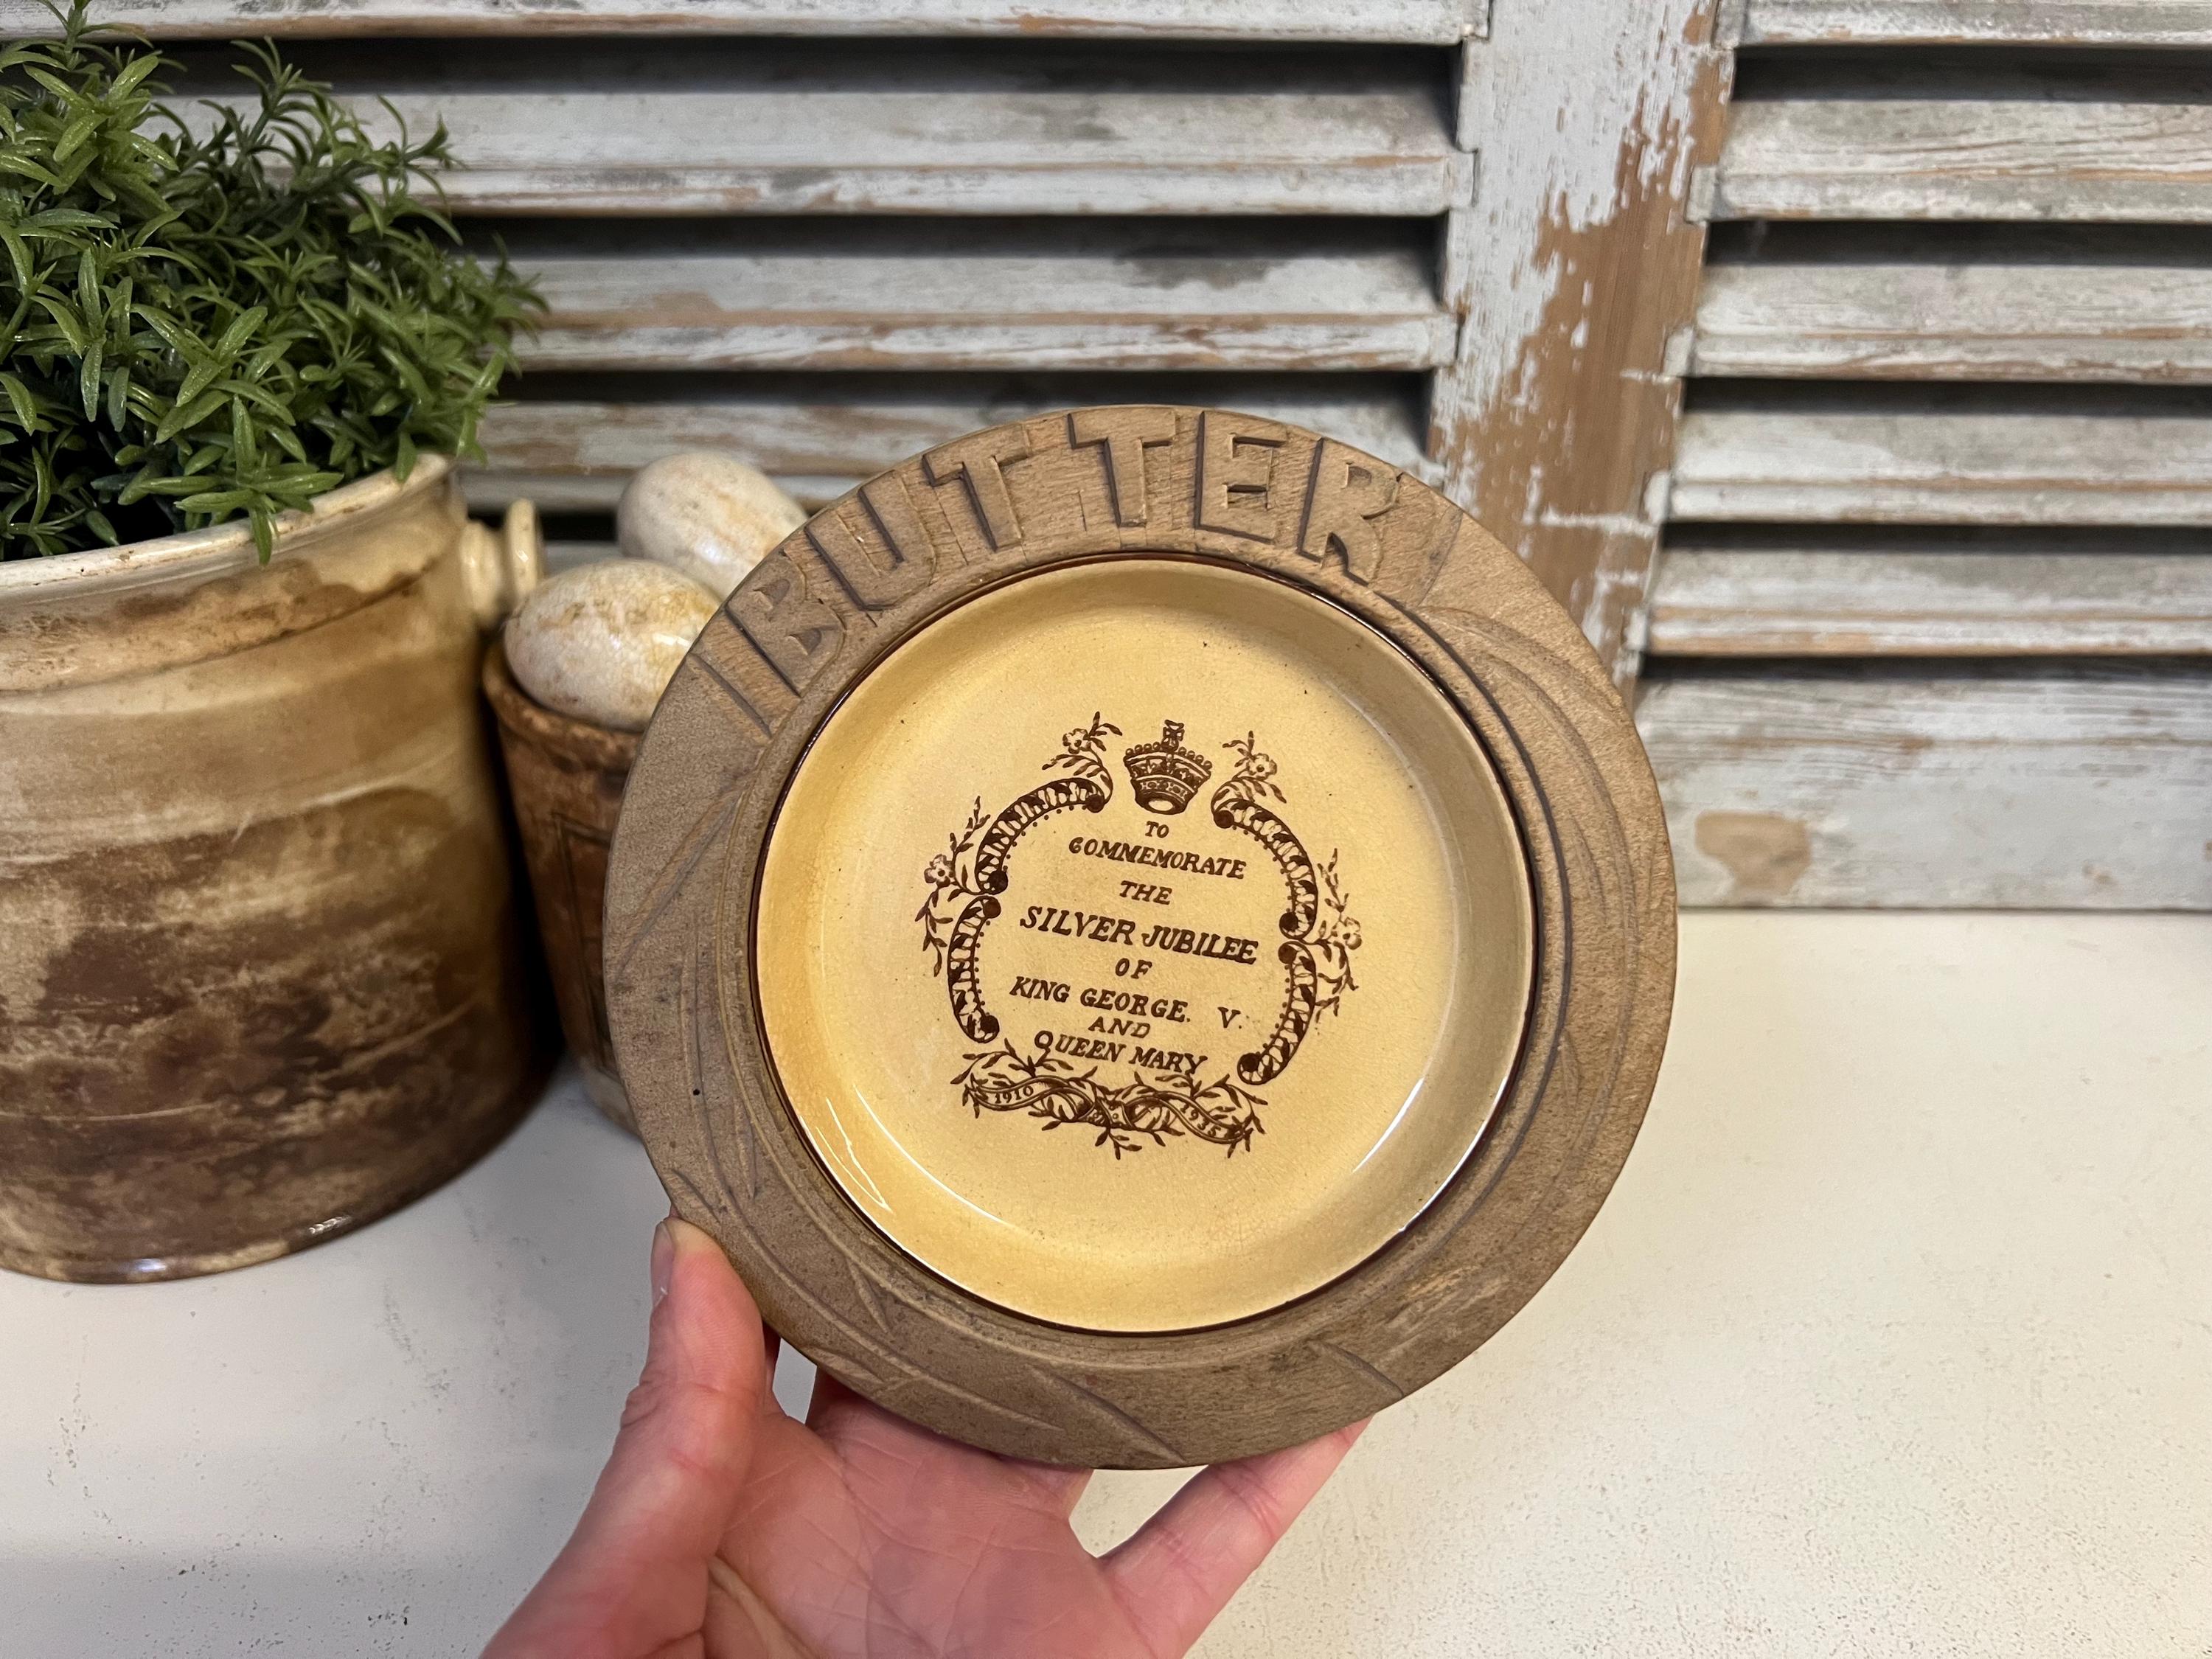 BUTTER
TO
COMMEMORATE
THE
SILVER JUBILEE
OF
KING GEORGE. V.
AND
QUEEN MARY
1910 1935